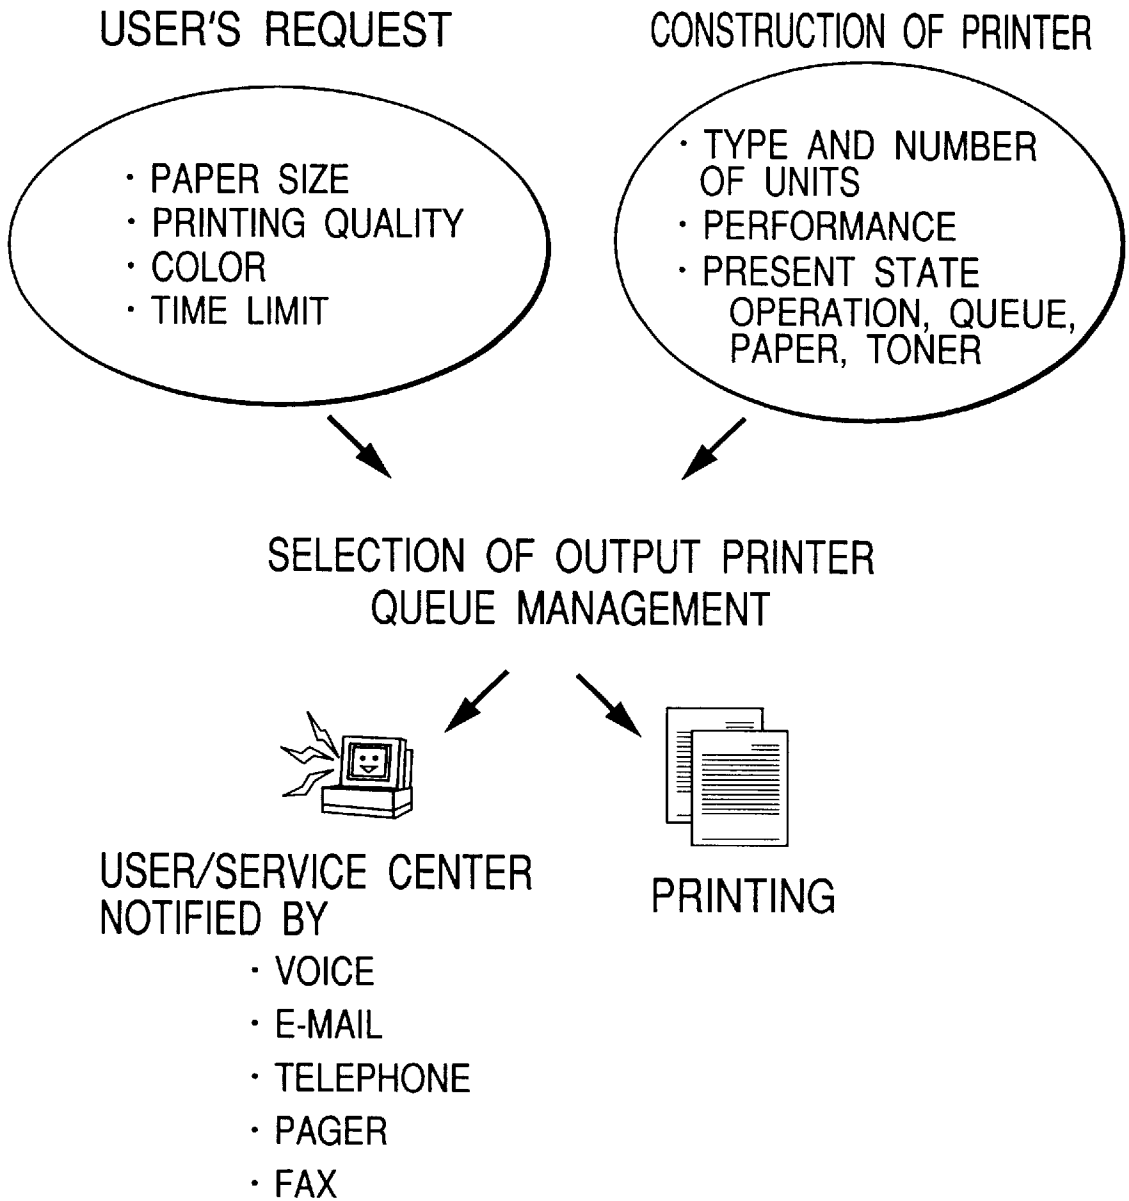 USER'S REQUEST
· PAPER SIZE
· PRINTING QUALITY
· COLOR
· TIME LIMIT
CONSTRUCTION OF PRINTER
· TYPE AND NUMBER
OF UNITS
· PERFORMANCE
· PRESENT STATE
OPERATION, QUEUE,
PAPER, TONER
SELECTION OF OUTPUT PRINTER
QUEUE MANAGEMENT
USER/SERVICE CENTER
NOTIFIED BY
· VOICE
· E-MAIL
· TELEPHONE
· PAGER
· FAX
PRINTING